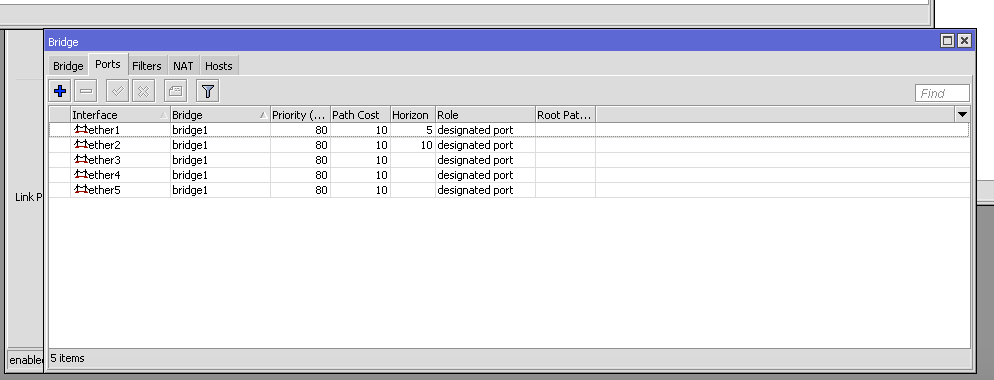 Bridge
Bridge Ports Filters NAT Hosts
Find
Interface Bridge Priority (... Path Cost Horizon Role Root Pat...
ether1 bridge1 80 10 5 designated port
ether2 bridge1 80 10 10 designated port
ether3 bridge1 80 10 designated port
ether4 bridge1 80 10 designated port
ether5 bridge1 80 10 designated port
Link P
enabled 5 items